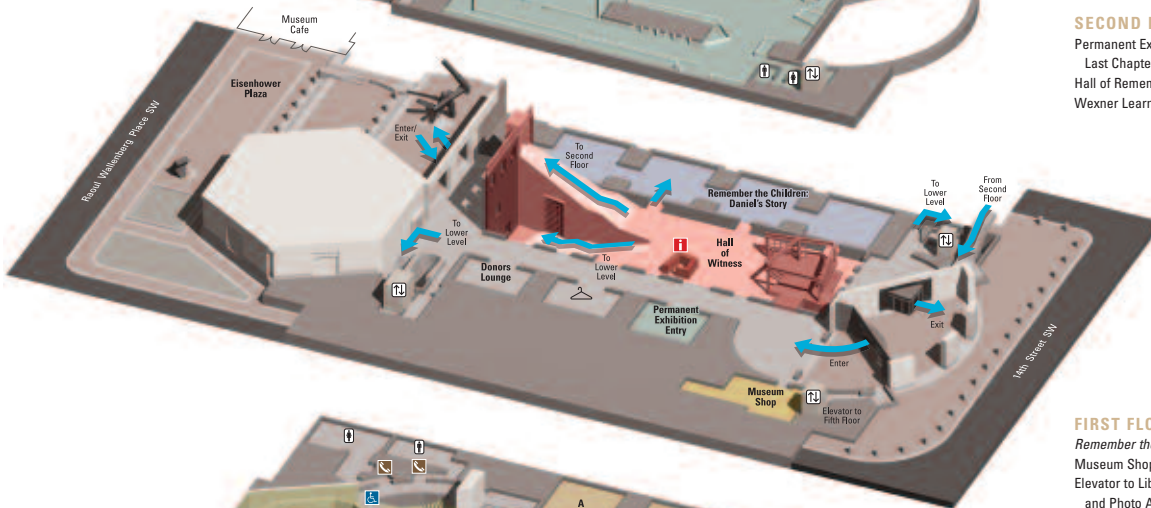 Museum
Cafe
SECOND
Permanent Ex
Last Chapte
Hall of Remem
Wexner Learn
Eisenhower
Plaza
Raoul Wallenberg Place SW
Enter/
Exit
To
Second
Floor
Remember the Children:
Daniel's Story
To
Lower
Level
From
Second
Floor
To
Lower
Level
Hall
of
Witness
i
To
Lower
Level
Donors
Lounge
Permanent
Exhibition
Entry
Exit
Enter
14th Street SW
Museum
Shop
Elevator to
Fifth Floor
FIRST FLO
Remember the
Museum Shop
Elevator to Lib
and Photo A
A